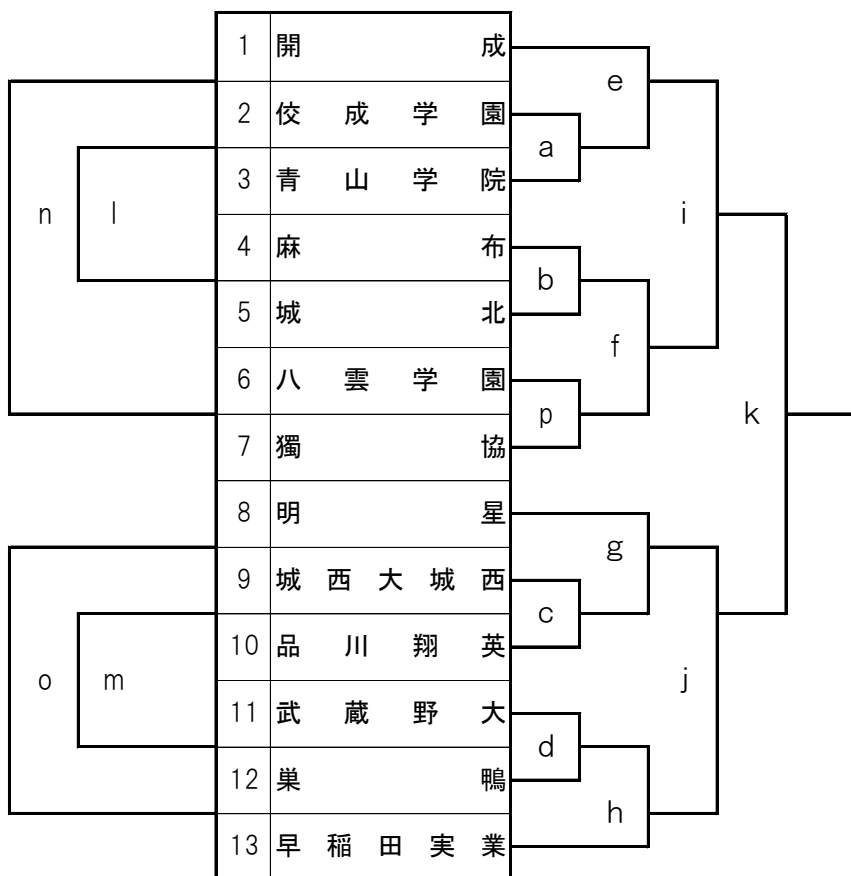 1 開成
e
2 佼成学園
a
3 青山学院
n l i
4 麻布
b
5 城北
f
6 八雲学園
p k
7 獨協
8 明星
g
9 城西大城西
c
10 品川翔英
o m j
11 武蔵野大
d
12 巣鴨
h
13 早稲田実業